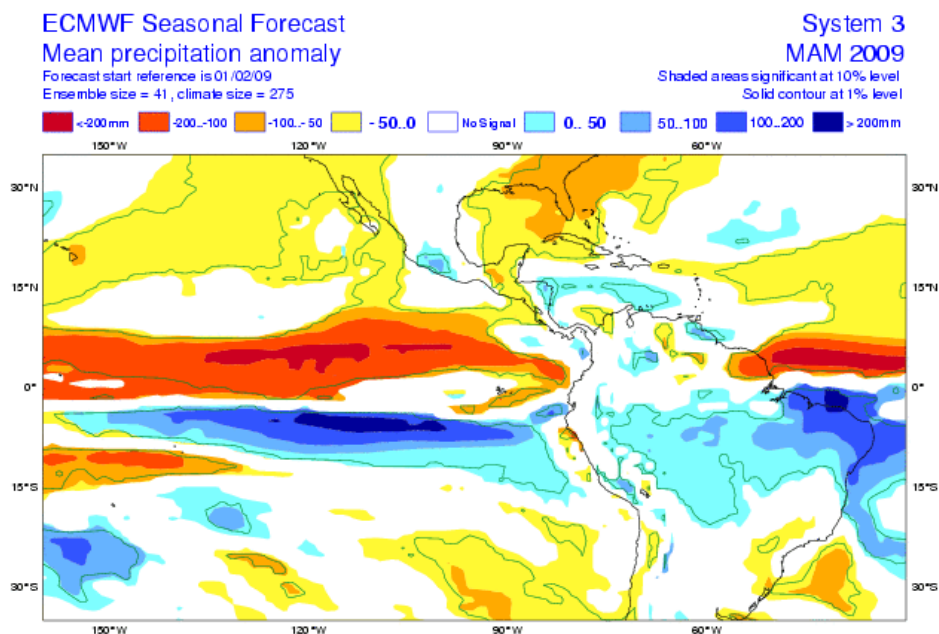 ECMWF Seasonal Forecast
System 3
Mean precipitation anomaly
MAM 2009
Forecast start reference is 01/02/09
Shaded areas significant at 10% level
Ensemble size = 41, climate size = 275
Solid contour at 1% level
<-200mm -200..-100 -100..-50 -50..0 No Signal 0..50 50..100 100..200 > 200mm
150°W 120°W 90°W 60°W
30°N 30°N
15°N 15°N
0° 0°
15°S 15°S
30°S 30°S
150°W 120°W 90°W 60°W